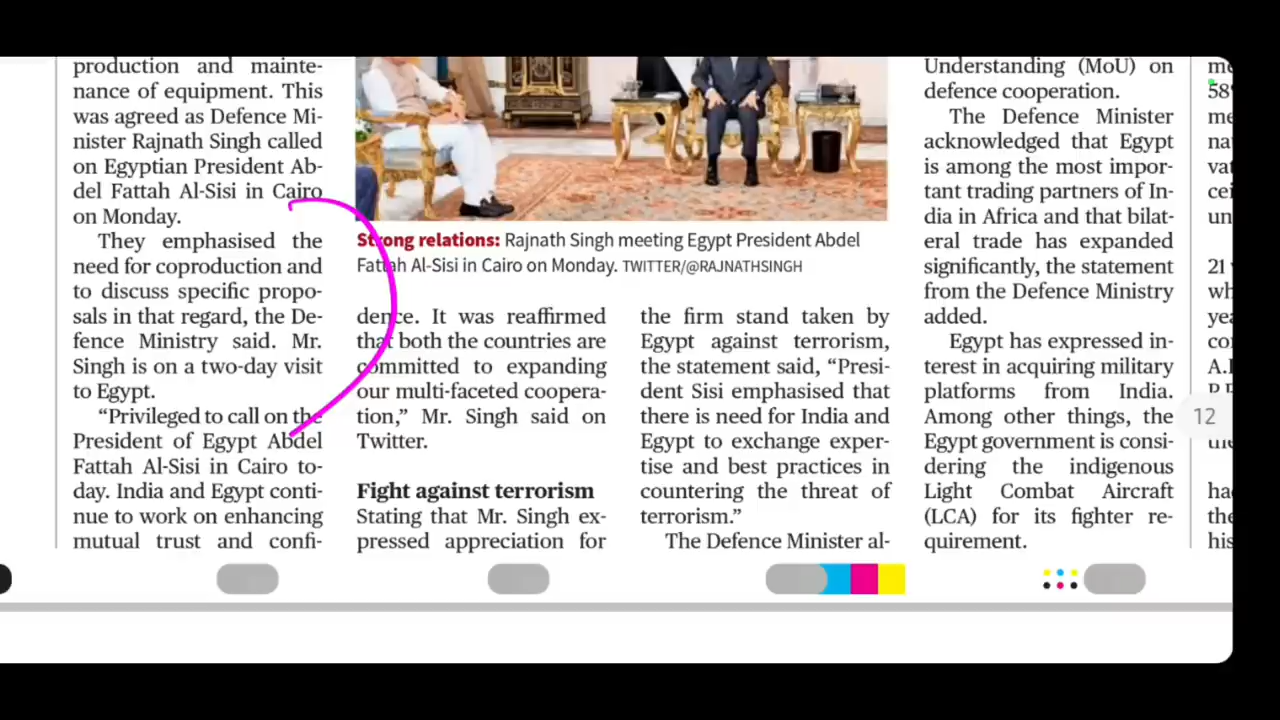 production and mainte-
nance of equipment. This
was agreed as Defence Mi-
nister Rajnath Singh called
on Egyptian President Ab-
del Fattah Al-Sisi in Cairo
on Monday.
They emphasised the
need for coproduction and
to discuss specific propo-
sals in that regard, the De-
fence Ministry said. Mr.
Singh is on a two-day visit
to Egypt.
“Privileged to call on the
President of Egypt Abdel
Fattah Al-Sisi in Cairo to-
day. India and Egypt conti-
nue to work on enhancing
mutual trust and confi-
Strong relations: Rajnath Singh meeting Egypt President Abdel
Fattah Al-Sisi in Cairo on Monday. TWITTER/@RAJNATHSINGH
dence. It was reaffirmed
that both the countries are
committed to expanding
our multi-faceted coopera-
tion,” Mr. Singh said on
Twitter.
Fight against terrorism
Stating that Mr. Singh ex-
pressed appreciation for
the firm stand taken by
Egypt against terrorism,
the statement said, “Presi-
dent Sisi emphasised that
there is need for India and
Egypt to exchange exper-
tise and best practices in
countering the threat of
terrorism.”
The Defence Minister al-
Understanding (MoU) on
defence cooperation.
The Defence Minister
acknowledged that Egypt
is among the most impor-
tant trading partners of In-
dia in Africa and that bilat-
eral trade has expanded
significantly, the statement
from the Defence Ministry
added.
Egypt has expressed in-
terest in acquiring military
platforms from India.
Among other things, the
Egypt government is consi-
dering the indigenous
Light Combat Aircraft
(LCA) for its fighter re-
quirement.
12